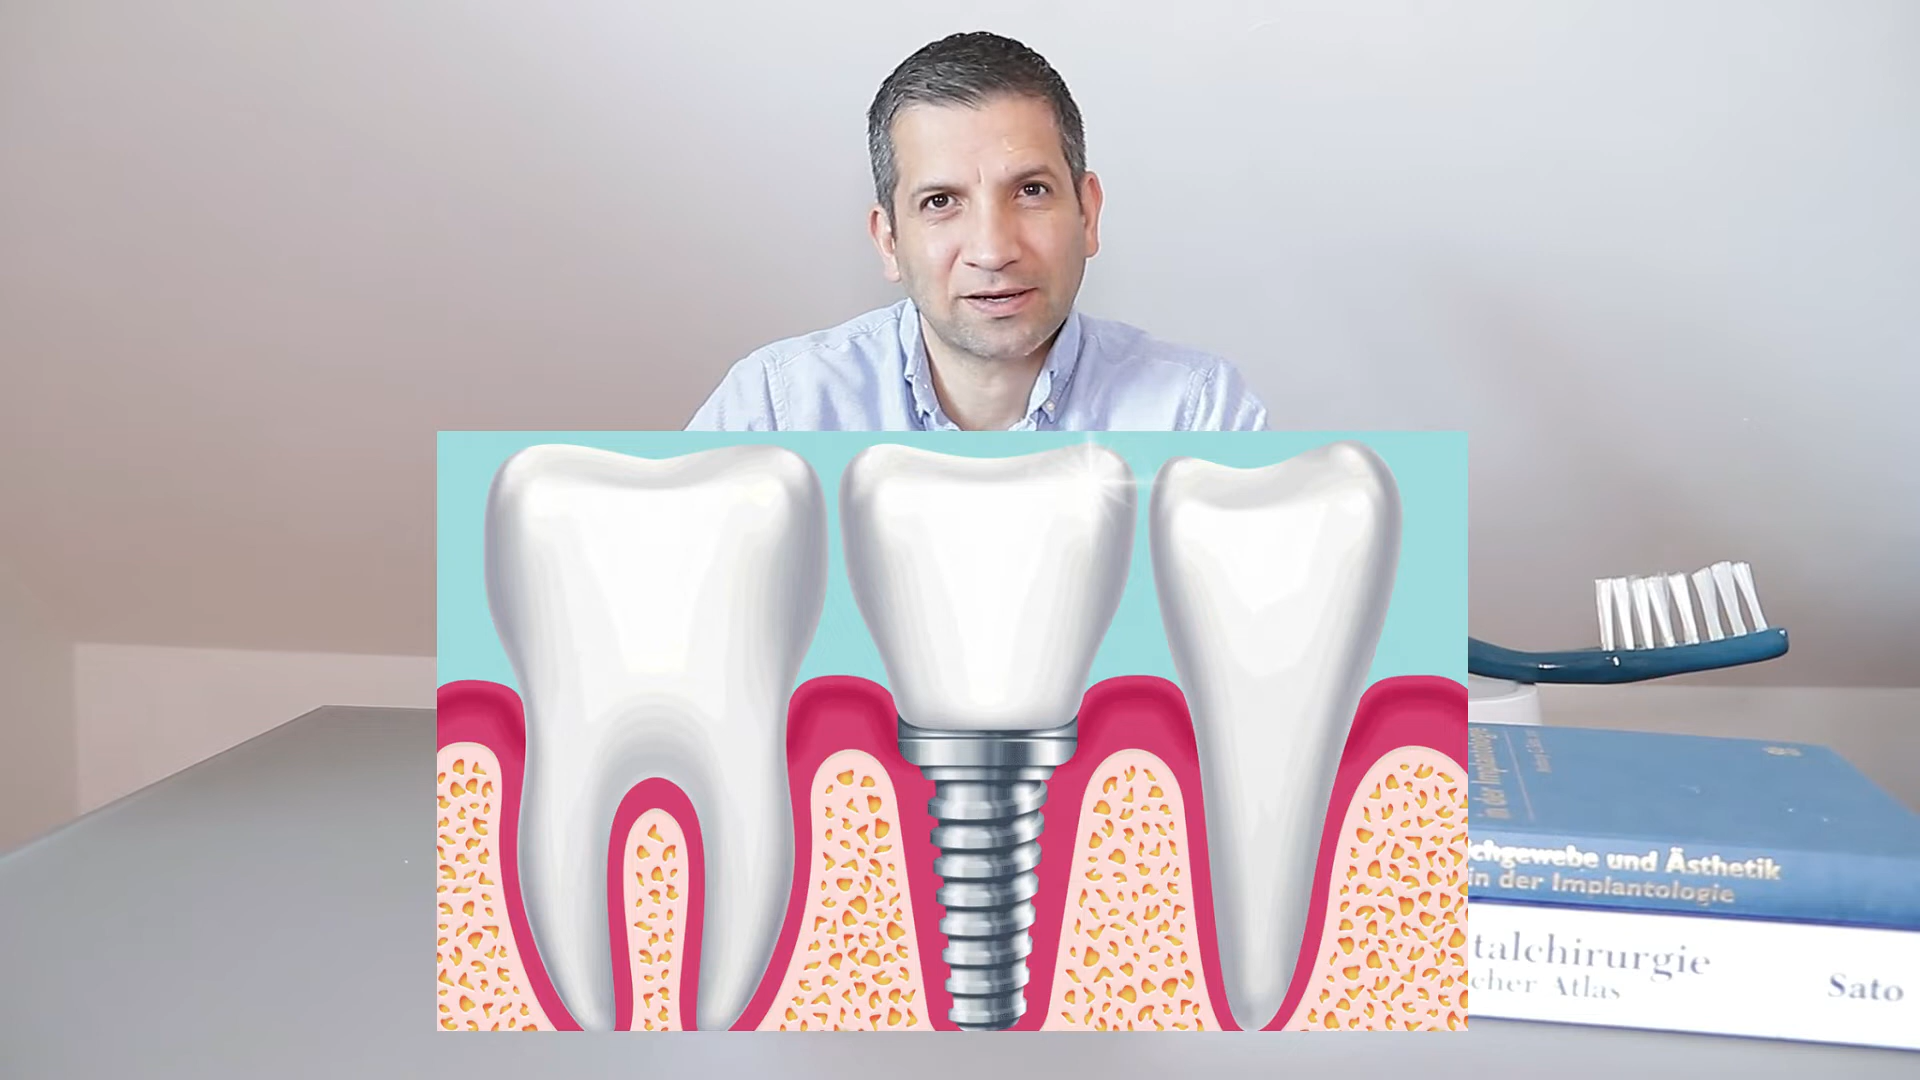 in der Implantologie
chgewebe und Ästhetik
in der Implantologie
talchirurgie
cher Atlas
Sato